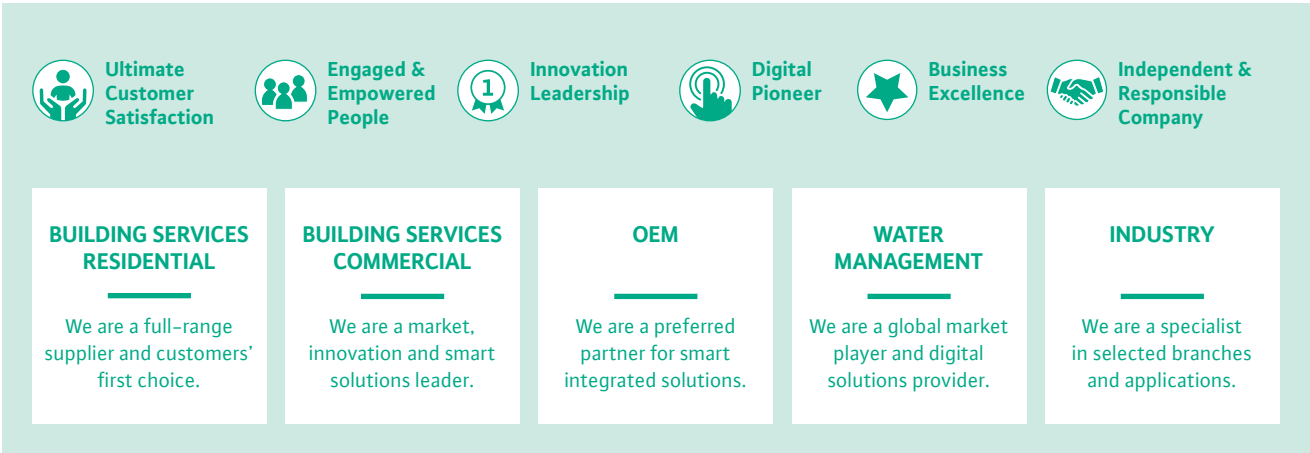 Ultimate
Customer
Satisfaction
Engaged &
Empowered
People
1
Innovation
Leadership
Digital
Pioneer
Business
Excellence
Independent &
Responsible
Company
BUILDING SERVICES
RESIDENTIAL
We are a full-range
supplier and customers’
first choice.
BUILDING SERVICES
COMMERCIAL
We are a market,
innovation and smart
solutions leader.
OEM
We are a preferred
partner for smart
integrated solutions.
WATER
MANAGEMENT
We are a global market
player and digital
solutions provider.
INDUSTRY
We are a specialist
in selected branches
and applications.